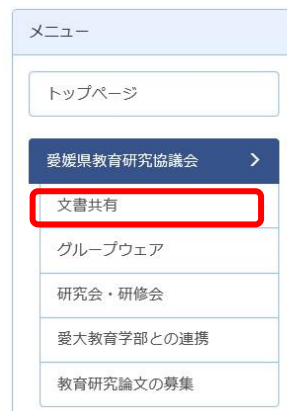 メニュー
トップページ
愛媛県教育研究協議会
文書共有
グループウェア
研究会・研修会
愛大教育学部との連携
教育研究論文の募集